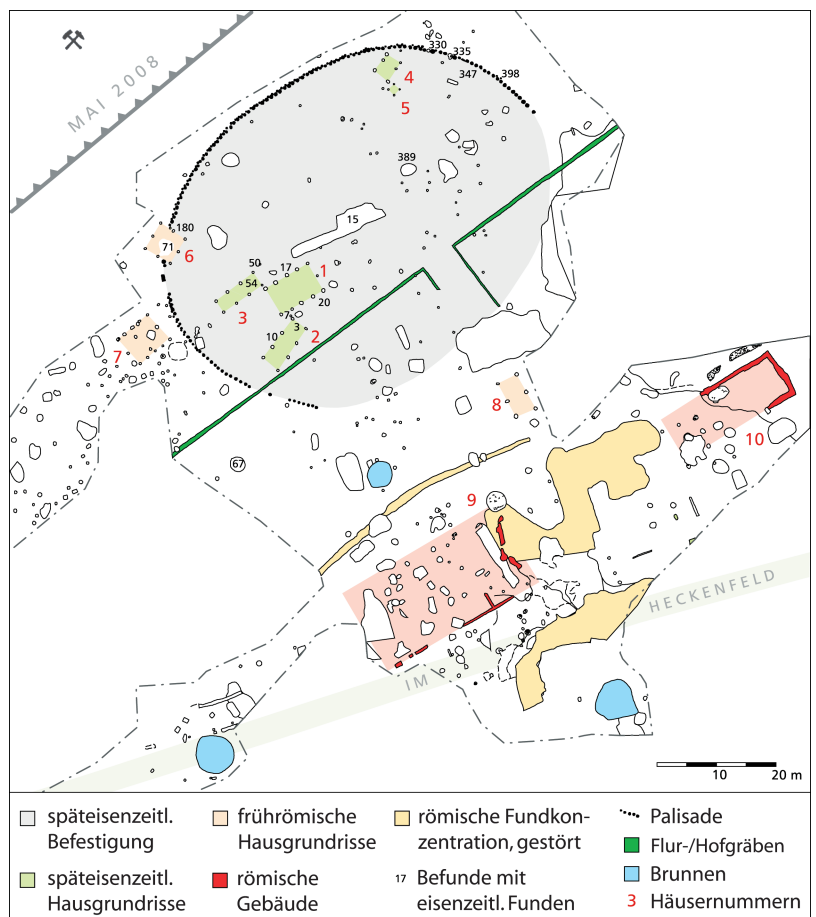 MAI 2008
330
335
347
398
4
5
389
15
180
71
6
50
17
1
54
20
3
7
3
10
2
7
8
67
9
10
IM
HECKENFELD
10
20 m
späteisenzeitl.
Befestigung
späteisenzeitl.
Hausgrundrisse
frührömische
Hausgrundrisse
römische
Gebäude
römische Fundkon-
zentration, gestört
17 Befunde mit
eisenzeitl. Funden
Palisade
Flur-/Hofgräben
Brunnen
3 Häusernummern